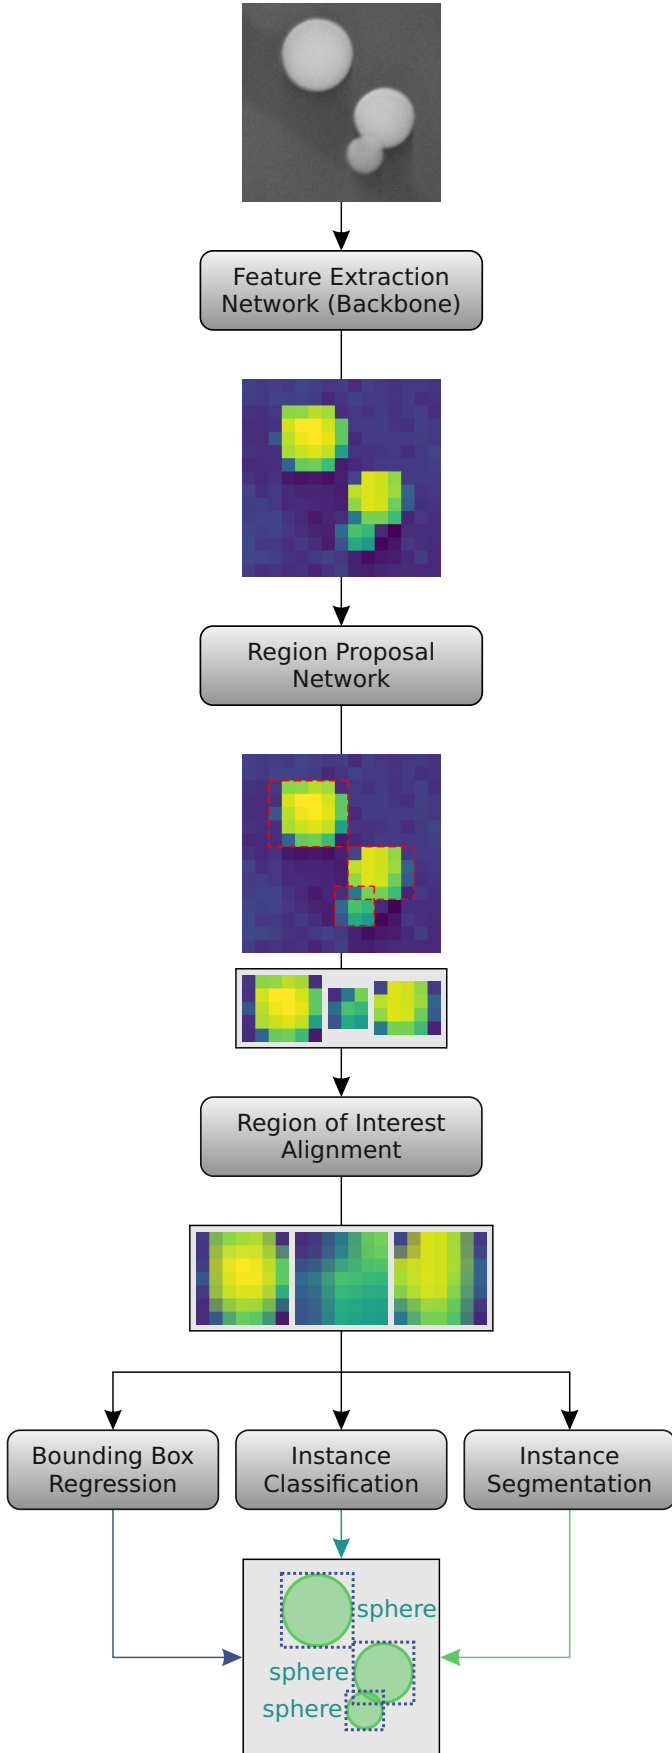 Feature Extraction
Network (Backbone)
Region Proposal
Network
Region of Interest
Alignment
Bounding Box
Regression
Instance
Classification
Instance
Segmentation
sphere
sphere
sphere